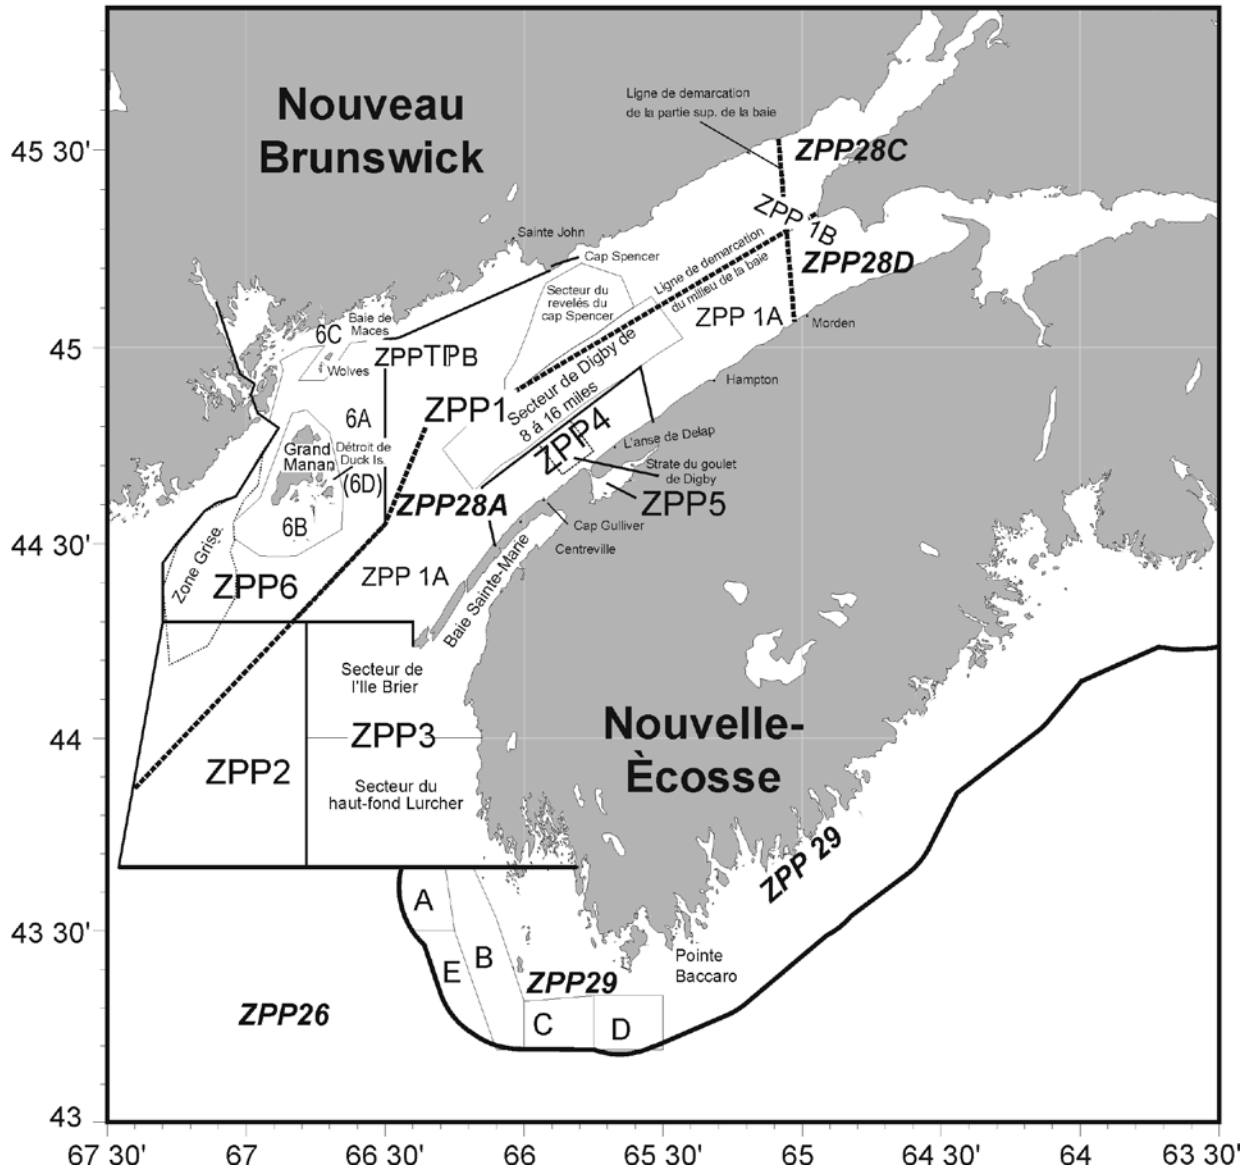 Nouveau
Brunswick
Ligne de demarcation
de la partie sup. de la baie
45 30'
ZPP28C
ZPP 1B
Sainte John
Cap Spencer
ZPP28D
Ligne de demarcation
du milieu de la baie
Secteur du
revelés du
cap Spencer
6C
Baie de
Maces
ZPP 1A
Morden
45
Wolves
Secteur de Digby de
8 á 16 miles
Hampton
6A
ZPP1
ZPP4
L'anse de Delap
Grand
Manan
Détroit de
Duck Is.
(6D)
Strate du goulet
de Digby
ZPP28A
ZPP5
6B
Cap Gulliver
Centreville
44 30'
Zone Grise
ZPP6
ZPP 1A
Baie Sainte-Marie
Secteur de
l'Ile Brier
Nouvelle-
Ècosse
44
ZPP3
ZPP2
Secteur du
haut-fond Lurcher
ZPP 29
A
43 30'
B
E
Pointe
Baccaro
ZPP29
ZPP26
C
D
43
67 30'
67
66 30'
66
65 30'
65
64 30'
64
63 30'